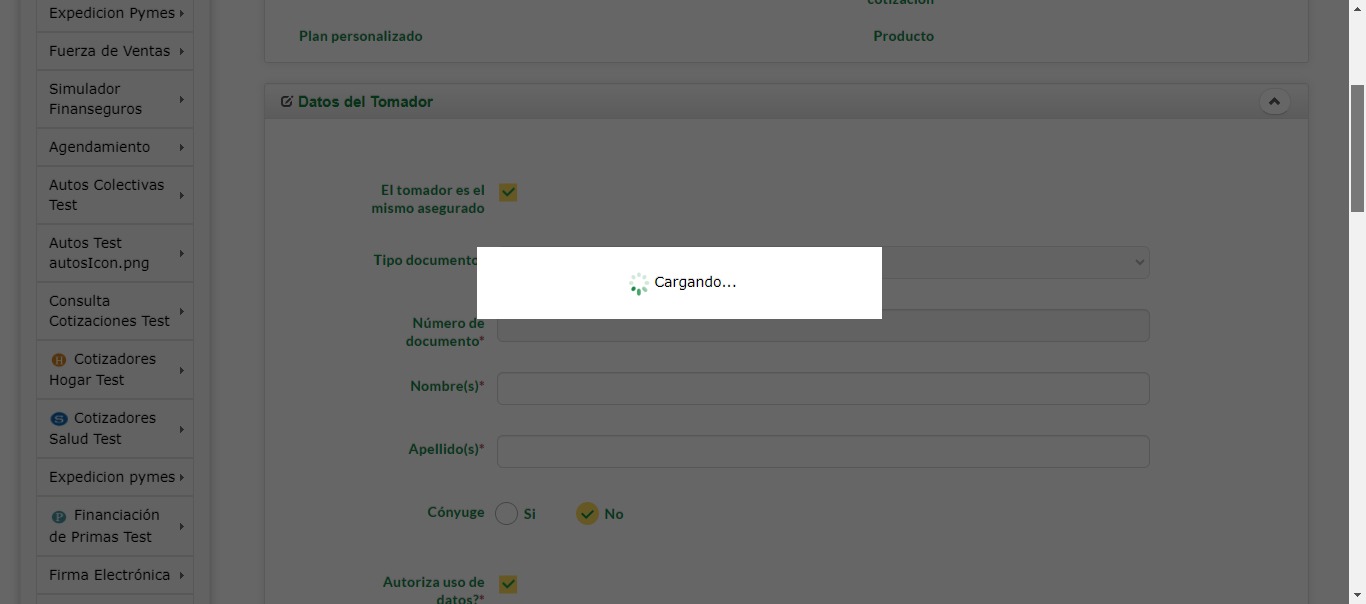 Expedicion Pymes
Fuerza de Ventas
Simulador
Finanseguros
Agendamiento
Autos Colectivas
Test
Autos Test
autosIcon.png
Consulta
Cotizaciones Test
H Cotizadores
Hogar Test
S Cotizadores
Salud Test
Expedicion pymes
P Financiación
de Primas Test
Firma Electrónica
cotización
Plan personalizado
Producto
Datos del Tomador
El tomador es el
mismo asegurado
Tipo documento
Cargando...
Número de
documento*
Nombre(s)*
Apellido(s)*
Cónyuge
Si
No
Autoriza uso de
datos?*